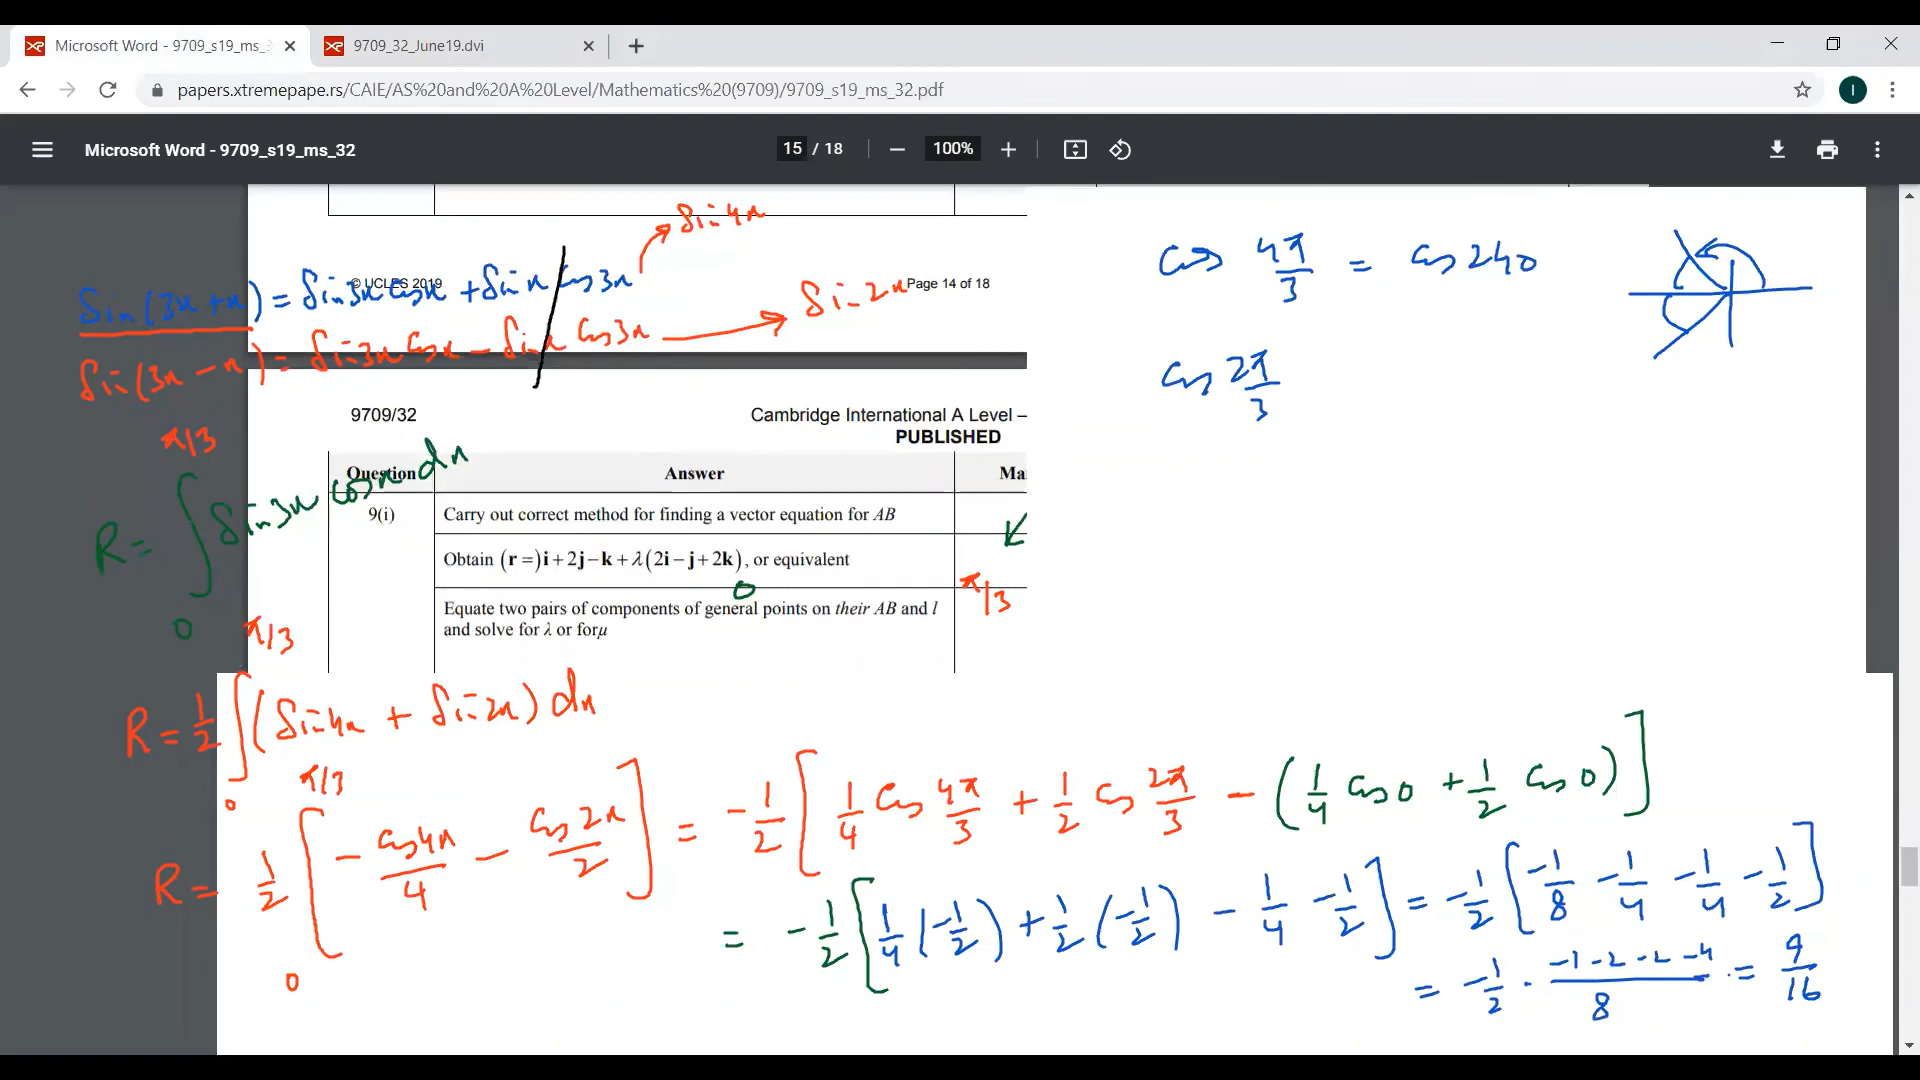 Microsoft Word - 9709_s19_ms_3
9709_32_June19.dvi
papers.xtremepape.rs/CAIE/AS%20and%20A%20Level/Mathematics%20(9709)/9709_s19_ms_32.pdf
I
Microsoft Word - 9709_s19_ms_32
15 / 18
100%
sin4x
sin(3x+x) = sin3x cosx + sinx cos3x
© UCLES 2019
Page 14 of 18
sin(3x-x) = sin3x cosx - sinx cos3x
sin2x
cos 4π/3 = cos240
cos 2π/3
9709/32
Cambridge International A Level –
PUBLISHED
Question
Answer
Ma
9(i)
Carry out correct method for finding a vector equation for AB
Obtain (r =)i + 2j − k + λ(2i − j + 2k), or equivalent
Equate two pairs of components of general points on their AB and l
and solve for λ or forμ
π/3
R = ∫ sin3x cosx dx
0
0
π/3
π/3
R = 1/2 ∫ (sin4x + sin2x) dx
0
π/3
R = 1/2 [ - cos4x/4 - cos2x/2 ] = -1/2 [ 1/4 cos 4π/3 + 1/2 cos 2π/3 - (1/4 cos0 + 1/2 cos0) ]
0
= -1/2 [ 1/4 (-1/2) + 1/2 (-1/2) - 1/4 - 1/2 ] = -1/2 [ -1/8 - 1/4 - 1/4 - 1/2 ]
= -1/2 · -1-2-2-4/8 · = 9/16